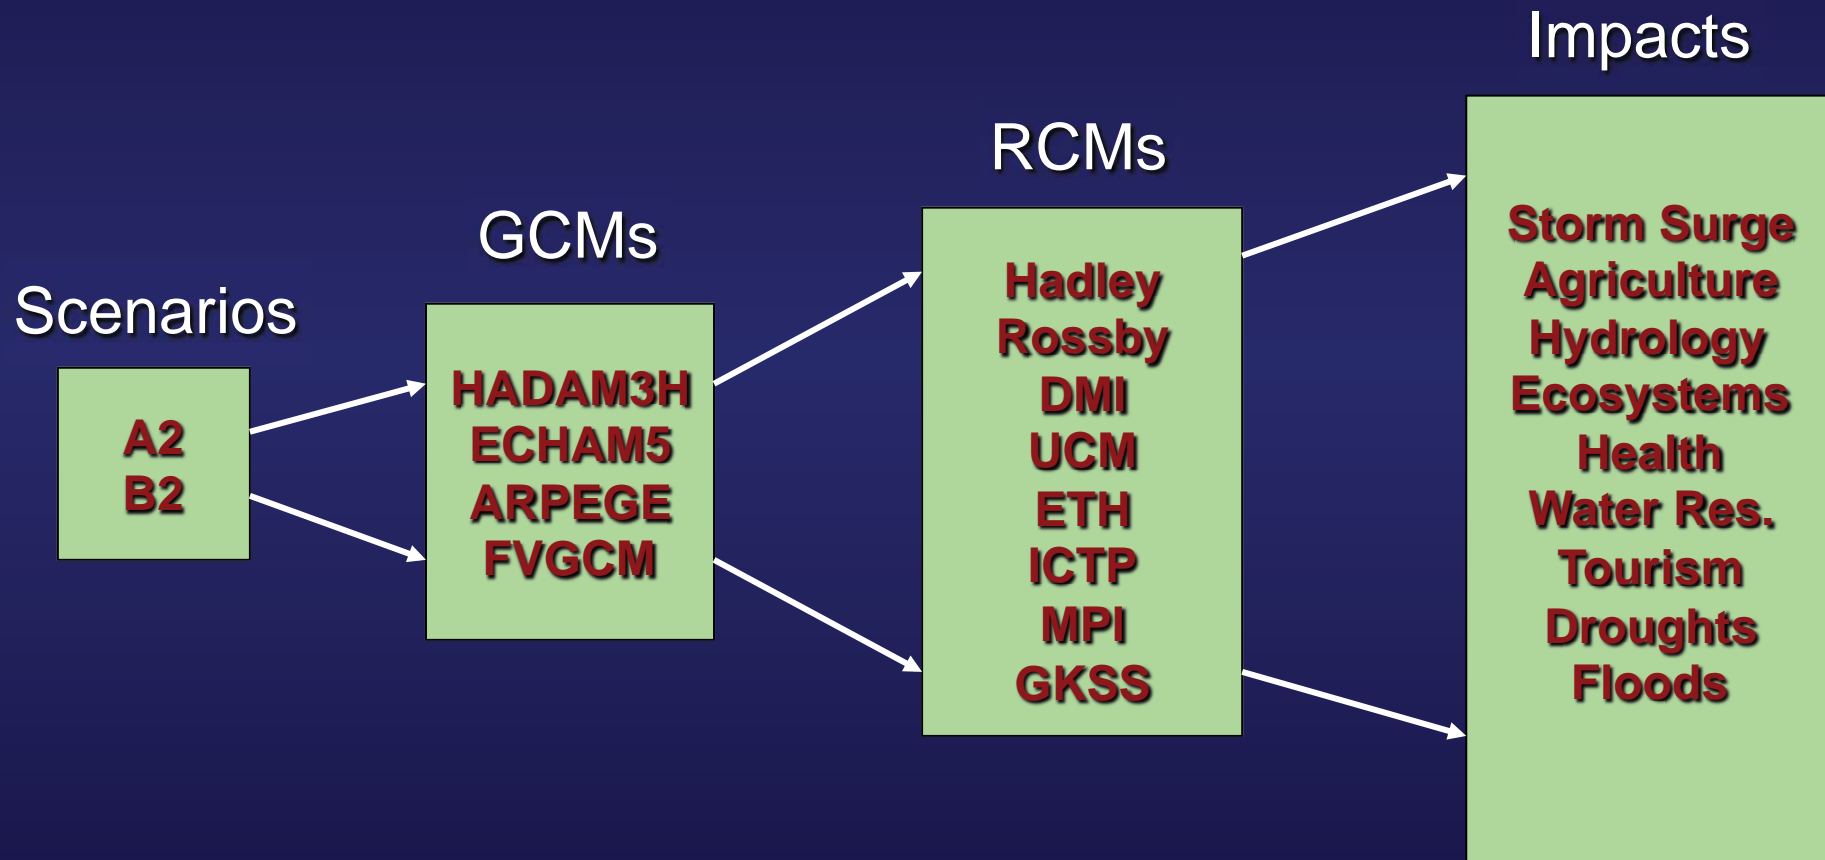 Scenarios
A2
B2
GCMs
HADAM3H
ECHAM5
ARPEGE
FVGCM
RCMs
Hadley
Rossby
DMI
UCM
ETH
ICTP
MPI
GKSS
Impacts
Storm Surge
Agriculture
Hydrology
Ecosystems
Health
Water Res.
Tourism
Droughts
Floods